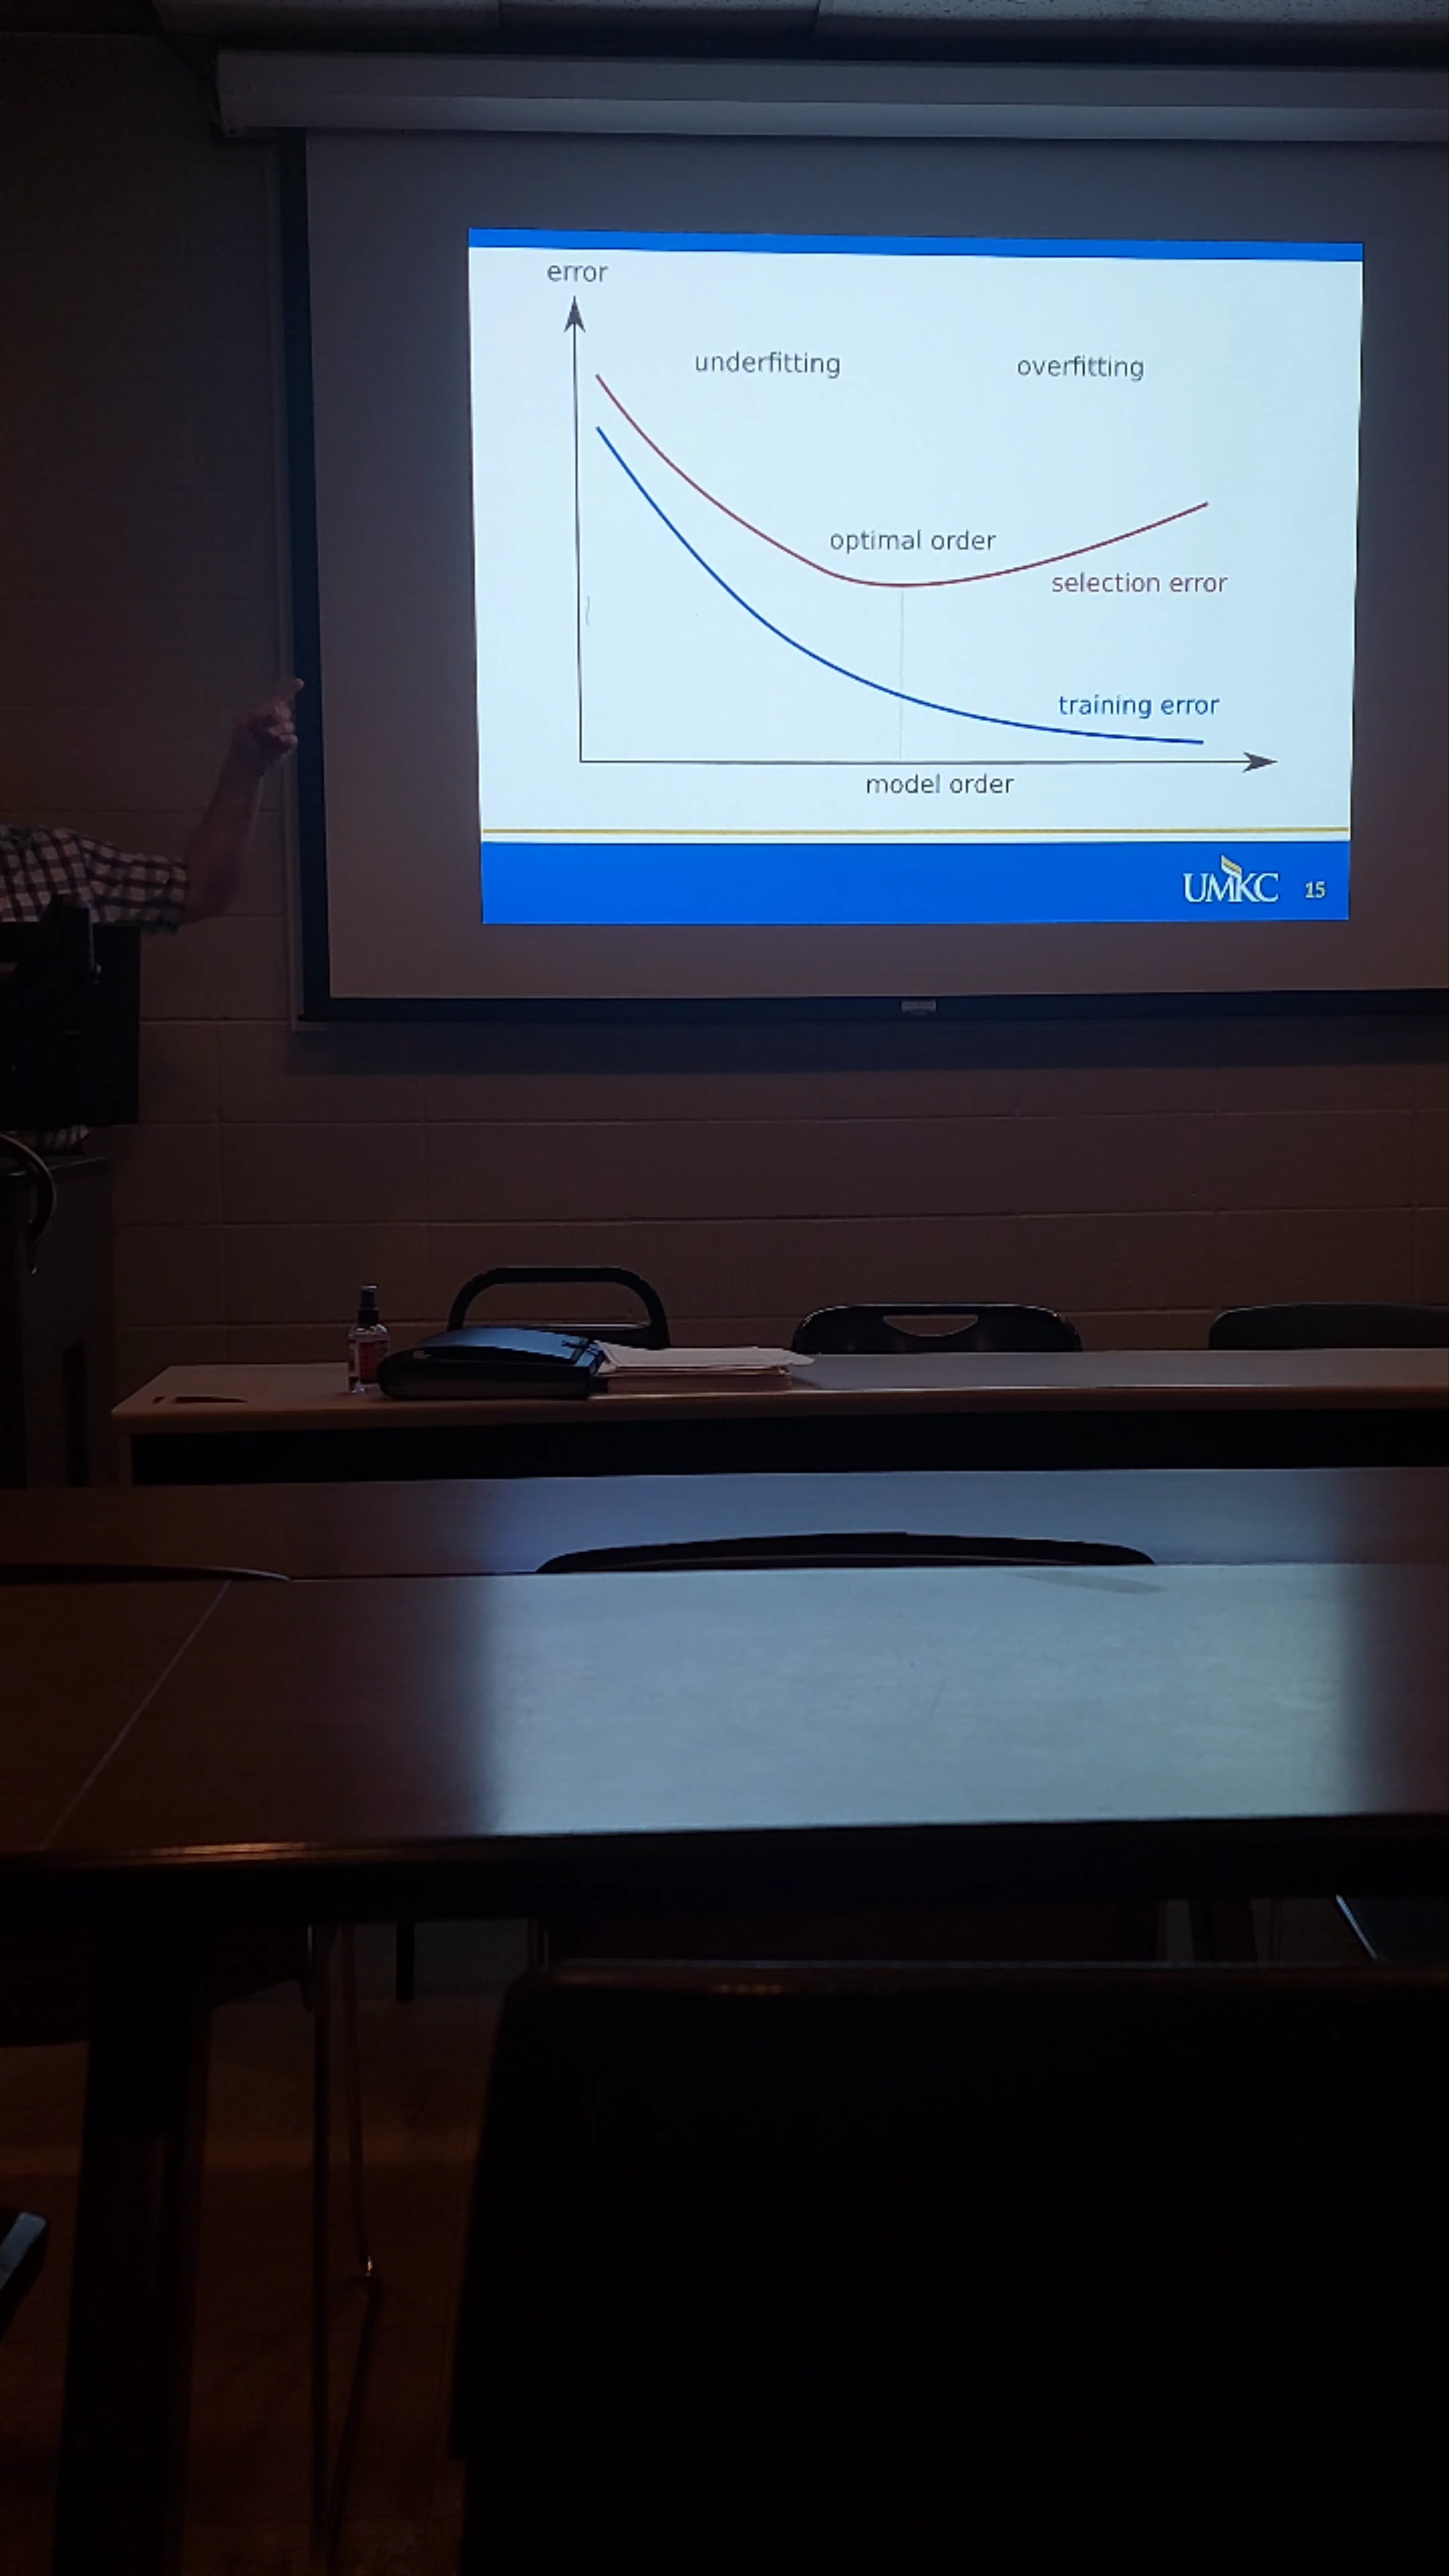 error
underfitting
overfitting
optimal order
selection error
training error
model order
UMKC 15